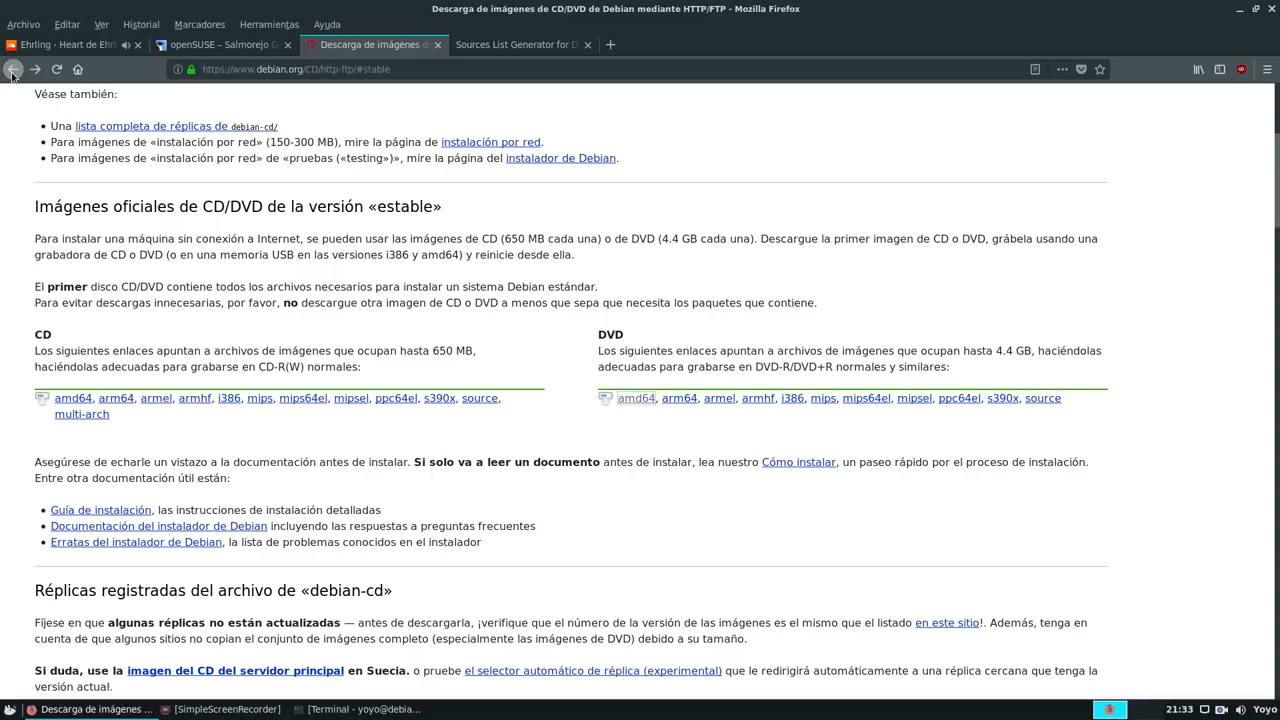 Descarga de imágenes de CD/DVD de Debian mediante HTTP/FTP - Mozilla Firefox
Archivo Editar Ver Historial Marcadores Herramientas Ayuda
Ehrling - Heart de Ehrl
openSUSE – Salmorejo G
Descarga de imágenes d
Sources List Generator for D
https://www.debian.org/CD/http-ftp/#stable
Véase también:
Una lista completa de réplicas de debian-cd/
Para imágenes de «instalación por red» (150-300 MB), mire la página de instalación por red.
Para imágenes de «instalación por red» de «pruebas («testing»)», mire la página del instalador de Debian.
Imágenes oficiales de CD/DVD de la versión «estable»
Para instalar una máquina sin conexión a Internet, se pueden usar las imágenes de CD (650 MB cada una) o de DVD (4.4 GB cada una). Descargue la primer imagen de CD o DVD, grábela usando una
grabadora de CD o DVD (o en una memoria USB en las versiones i386 y amd64) y reinicie desde ella.
El primer disco CD/DVD contiene todos los archivos necesarios para instalar un sistema Debian estándar.
Para evitar descargas innecesarias, por favor, no descargue otra imagen de CD o DVD a menos que sepa que necesita los paquetes que contiene.
CD
Los siguientes enlaces apuntan a archivos de imágenes que ocupan hasta 650 MB,
haciéndolas adecuadas para grabarse en CD-R(W) normales:
amd64, arm64, armel, armhf, i386, mips, mips64el, mipsel, ppc64el, s390x, source,
multi-arch
DVD
Los siguientes enlaces apuntan a archivos de imágenes que ocupan hasta 4.4 GB, haciéndolas
adecuadas para grabarse en DVD-R/DVD+R normales y similares:
amd64, arm64, armel, armhf, i386, mips, mips64el, mipsel, ppc64el, s390x, source
Asegúrese de echarle un vistazo a la documentación antes de instalar. Si solo va a leer un documento antes de instalar, lea nuestro Cómo instalar, un paseo rápido por el proceso de instalación.
Entre otra documentación útil están:
Guía de instalación, las instrucciones de instalación detalladas
Documentación del instalador de Debian incluyendo las respuestas a preguntas frecuentes
Erratas del instalador de Debian, la lista de problemas conocidos en el instalador
Réplicas registradas del archivo de «debian-cd»
Fíjese en que algunas réplicas no están actualizadas — antes de descargarla, ¡verifique que el número de la versión de las imágenes es el mismo que el listado en este sitio!. Además, tenga en
cuenta de que algunos sitios no copian el conjunto de imágenes completo (especialmente las imágenes de DVD) debido a su tamaño.
Si duda, use la imagen del CD del servidor principal en Suecia. o pruebe el selector automático de réplica (experimental) que le redirigirá automáticamente a una réplica cercana que tenga la
versión actual.
Descarga de imágenes ...
[SimpleScreenRecorder]
[Terminal - yoyo@debia...
21:33
Yoyo